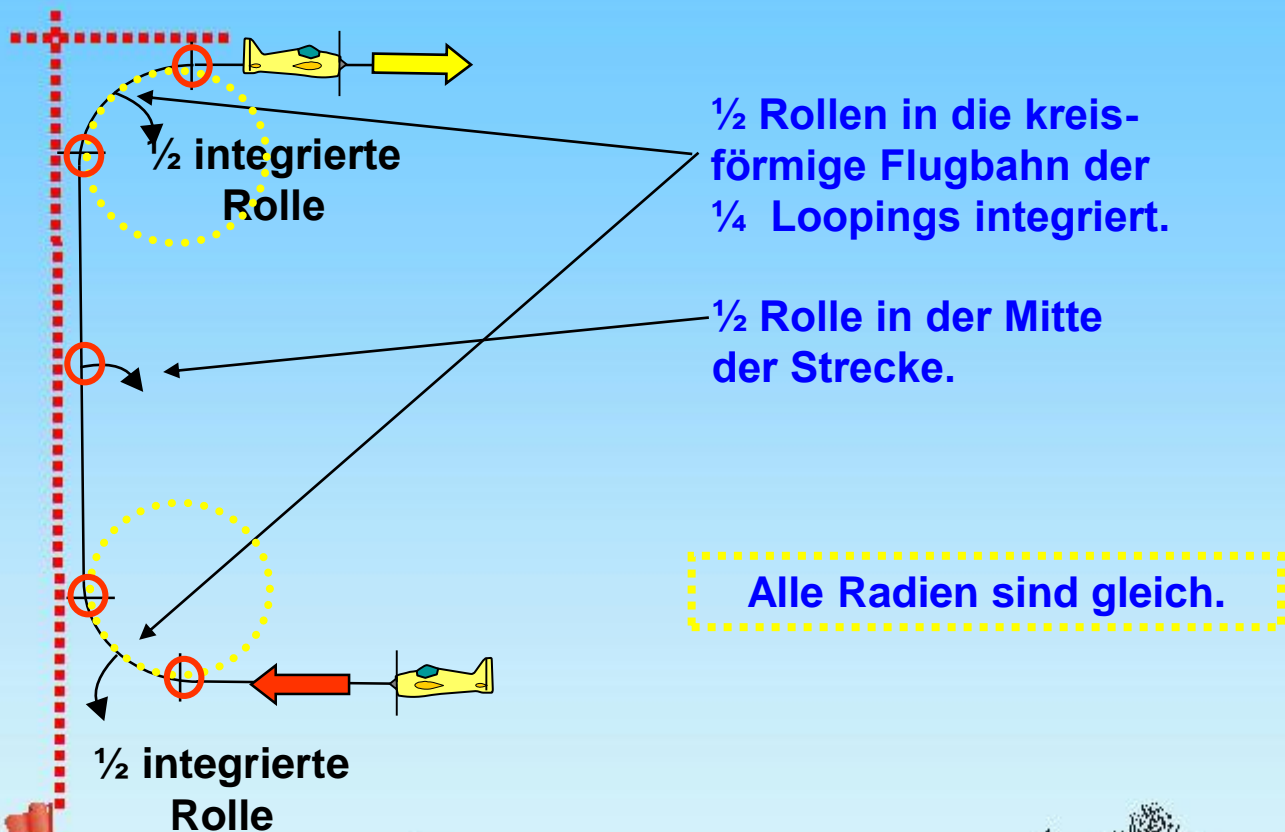 ½ integrierte
Rolle
½ Rollen in die kreis-
förmige Flugbahn der
¼ Loopings integriert.
½ Rolle in der Mitte
der Strecke.
Alle Radien sind gleich.
½ integrierte
Rolle